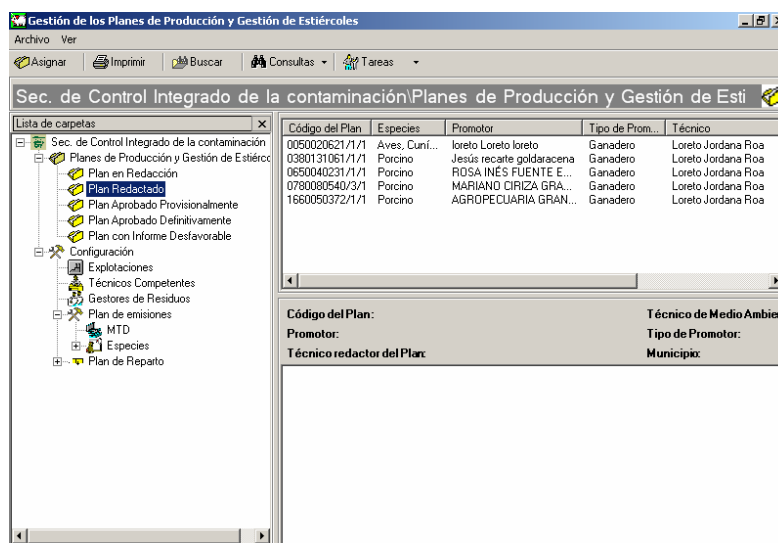 Gestión de los Planes de Producción y Gestión de Estiércoles
Archivo Ver
Asignar Imprimir Buscar Consultas Tareas
Sec. de Control Integrado de la contaminación\Planes de Producción y Gestión de Esti
Lista de carpetas
Sec. de Control Integrado de la contaminación
Planes de Producción y Gestión de Estiérco
Plan en Redacción
Plan Redactado
Plan Aprobado Provisionalmente
Plan Aprobado Definitivamente
Plan con Informe Desfavorable
Configuración
Explotaciones
Técnicos Competentes
Gestores de Residuos
Plan de emisiones
MTD
Especies
Plan de Reparto
Código del Plan Especies Promotor Tipo de Prom... Técnico
0050020621/1/1 Aves, Cuní... loreto Loreto loreto Ganadero Loreto Jordana Roa
0380131061/1/1 Porcino Jesús recarte goldaracena Ganadero Loreto Jordana Roa
0650040231/1/1 Porcino ROSA INÉS FUENTE E... Ganadero Loreto Jordana Roa
0780080540/3/1 Porcino MARIANO CIRIZA GRA... Ganadero Loreto Jordana Roa
1660050372/1/1 Porcino AGROPECUARIA GRAN... Ganadero Loreto Jordana Roa
Código del Plan: Técnico de Medio Ambie
Promotor: Tipo de Promotor:
Técnico redactor del Plan: Municipio: